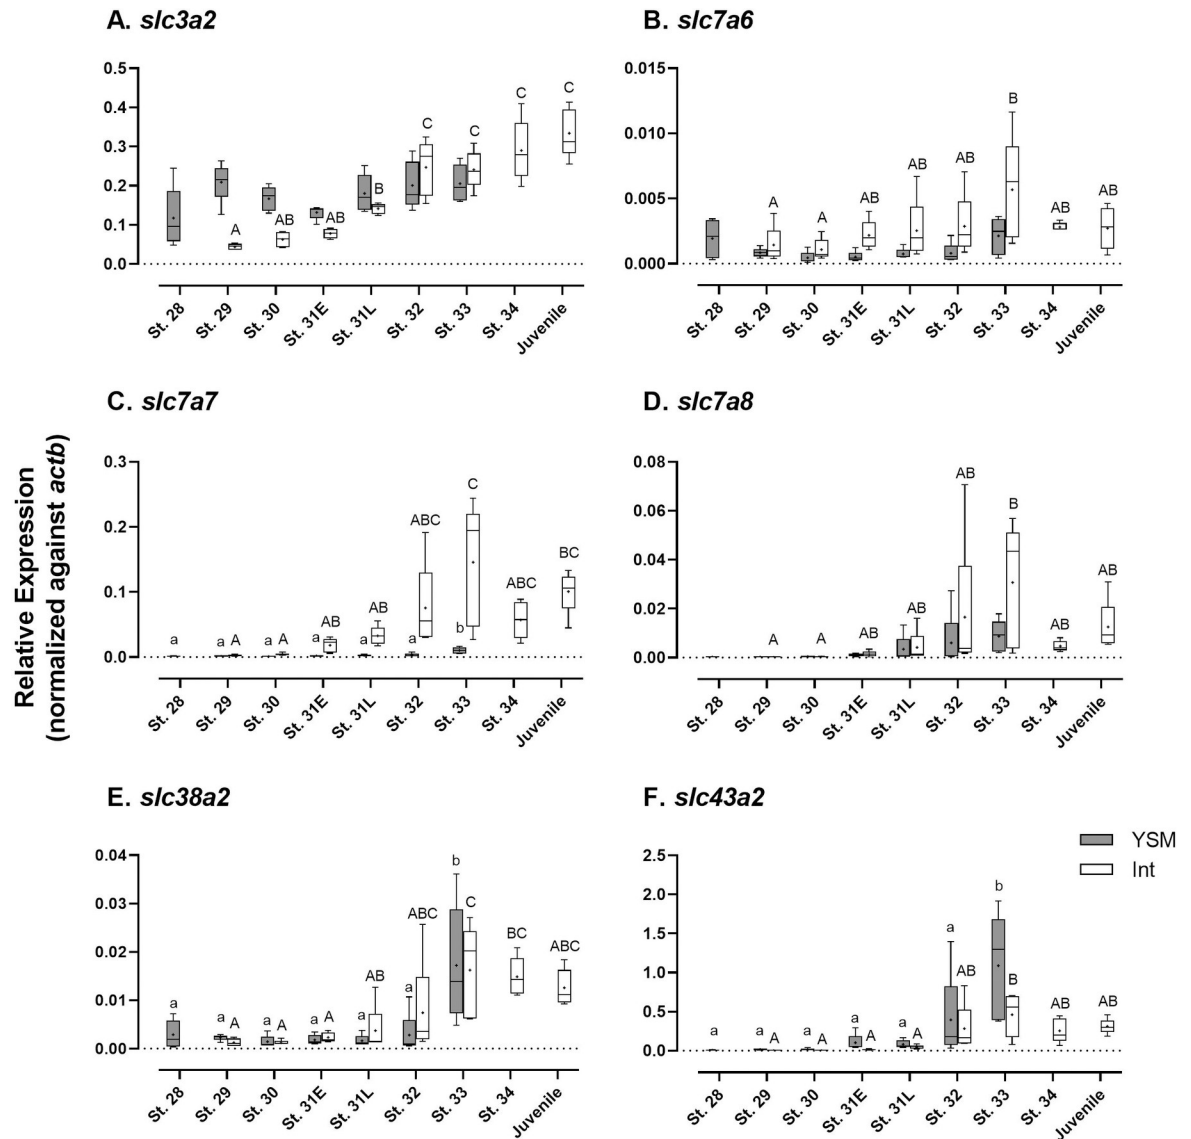 A. slc3a2
0.5
0.4
0.3
0.2
0.1
0.0
A
AB
AB
B
C
C
C
C
St. 28
St. 29
St. 30
St. 31E
St. 31L
St. 32
St. 33
St. 34
Juvenile
B. slc7a6
0.015
0.010
0.005
0.000
A
A
AB
AB
AB
B
AB
AB
St. 28
St. 29
St. 30
St. 31E
St. 31L
St. 32
St. 33
St. 34
Juvenile
Relative Expression
(normalized against actb)
C. slc7a7
0.3
0.2
0.1
0.0
a
a A
a A
a AB
a AB
a ABC
b C
ABC
BC
St. 28
St. 29
St. 30
St. 31E
St. 31L
St. 32
St. 33
St. 34
Juvenile
D. slc7a8
0.08
0.06
0.04
0.02
0.00
A
A
AB
AB
AB
B
AB
AB
St. 28
St. 29
St. 30
St. 31E
St. 31L
St. 32
St. 33
St. 34
Juvenile
E. slc38a2
0.04
0.03
0.02
0.01
0.00
a
a A
a A
a A
a AB
a ABC
b C
BC
ABC
St. 28
St. 29
St. 30
St. 31E
St. 31L
St. 32
St. 33
St. 34
Juvenile
F. slc43a2
YSM
Int
2.5
2.0
1.5
1.0
0.5
0.0
a
a A
a A
a A
a A
a AB
b B
AB
AB
St. 28
St. 29
St. 30
St. 31E
St. 31L
St. 32
St. 33
St. 34
Juvenile